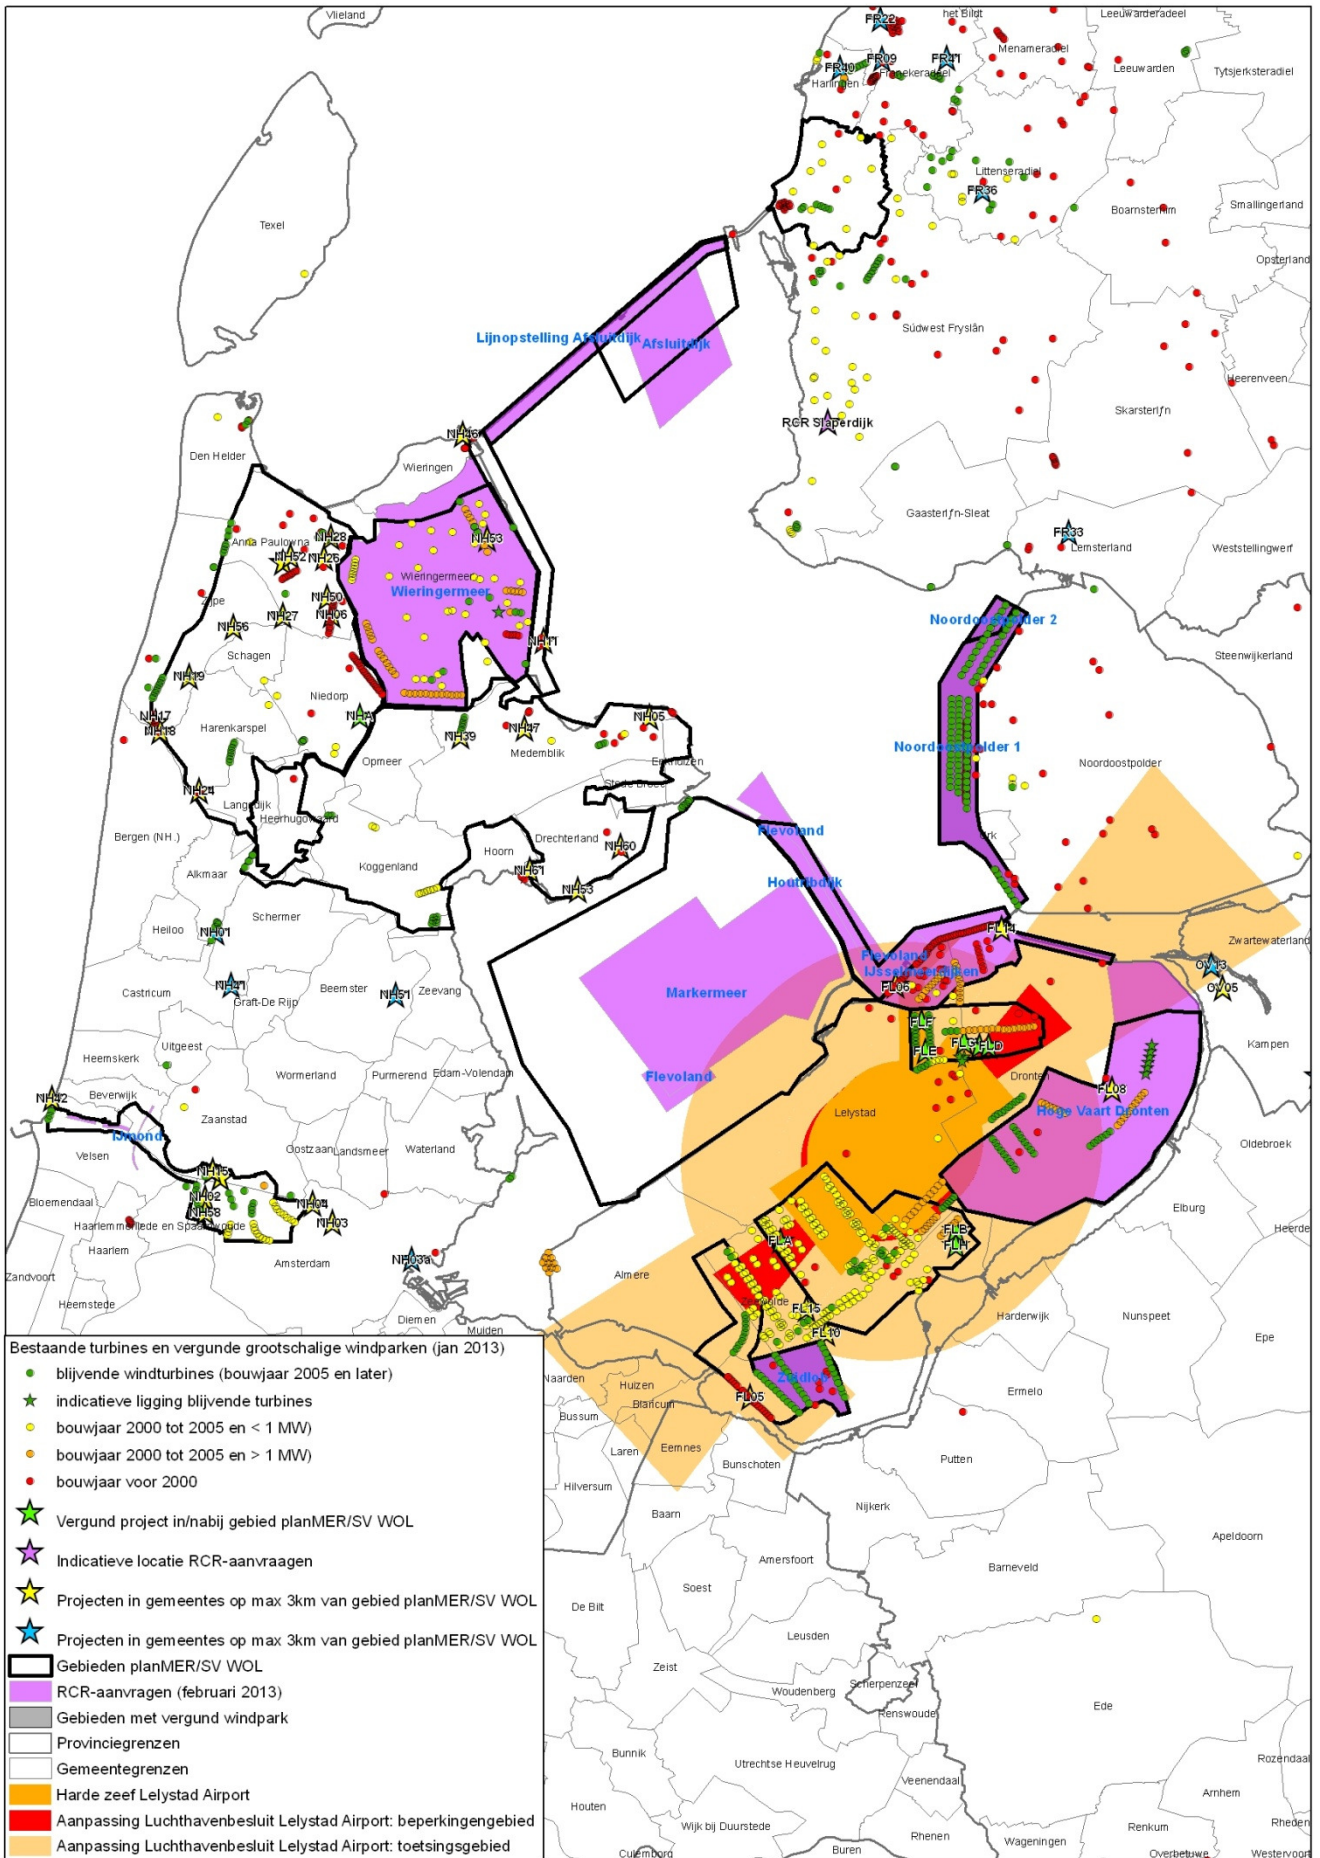 Vlieland
het Bildt
Leeuwarderadeel
FR22
Menameradiel
FR40
FR09
FR41
Leeuwarden
Tytsjerksteradiel
Harlingen
Franekeradeel
Littenseradiel
FR36
Boarnsterhim
Smallingerland
Texel
Opsterland
Lijnopstelling Afsluitdijk
Afsluitdijk
Súdwest Fryslân
Heerenveen
Skarsterlân
RCR Slaperdijk
NH46
Den Helder
Wieringen
Gaasterlân-Sleat
FR33
Lemsterland
Weststellingwerf
Anna Paulowna
NH28
NH52
NH26
NH53
Wieringermeer
Wieringermeer
Zijpe
NH50
NH27
NH06
NH56
NH11
Noordoostpolder 2
Steenwijkerland
Schagen
NH19
Niedorp
NH17
NH18
NHA
NH05
NH47
NH39
Medemblik
Harenkarspel
Opmeer
Enkhuizen
Noordoostpolder 1
Noordoostpolder
Stede Broec
NH24
Langedijk
Heerhugowaard
Flevoland
Urk
Bergen (NH.)
Drechterland
Hoorn
NH60
Koggenland
Alkmaar
NH61
NH53
Houtribdijk
Schermer
Heiloo
NH01
FL14
Zwartewaterland
Flevoland
IJsselmeerdijken
OV13
OV05
FL06
NH41
Graft-De Rijp
Beemster
NH51
Zeevang
Castricum
Markermeer
FLF
FLE
FLG
FLD
Uitgeest
Heemskerk
Kampen
Wormerland
Purmerend
Edam-Volendam
Flevoland
Dronten
FL08
NH42
Beverwijk
Zaanstad
Lelystad
Hoge Vaart Dronten
IJmond
Oldebroek
Velsen
Oostzaan
Landsmeer
Waterland
NH15
Bloemendaal
NH02
NH58
NH04
NH03
Elburg
Haarlemmerliede en Spaarnwoude
FLB
FLH
Heerde
Haarlem
FLA
Amsterdam
NH03a
Almere
Zandvoort
Heemstede
Zeewolde
FL15
Harderwijk
Nunspeet
Diemen
Muiden
FL10
Epe
Naarden
Huizen
Blaricum
Zuidlob
FL05
Ermelo
Bussum
Laren
Eemnes
Bunschoten
Putten
Hilversum
Baarn
Nijkerk
Apeldoorn
Amersfoort
Barneveld
Soest
De Bilt
Leusden
Zeist
Woudenberg
Scherpenzeel
Renswoude
Ede
Bunnik
Utrechtse Heuvelrug
Rozendaal
Veenendaal
Arnhem
Houten
Wijk bij Duurstede
Rhenen
Wageningen
Renkum
Rheden
Culemborg
Buren
Overbetuwe
Westervoort
Bestaande turbines en vergunde grootschalige windparken (jan 2013)
blijvende windturbines (bouwjaar 2005 en later)
indicatieve ligging blijvende turbines
bouwjaar 2000 tot 2005 en < 1 MW)
bouwjaar 2000 tot 2005 en > 1 MW)
bouwjaar voor 2000
Vergund project in/nabij gebied planMER/SV WOL
Indicatieve locatie RCR-aanvraagen
Projecten in gemeentes op max 3km van gebied planMER/SV WOL
Projecten in gemeentes op max 3km van gebied planMER/SV WOL
Gebieden planMER/SV WOL
RCR-aanvragen (februari 2013)
Gebieden met vergund windpark
Provinciegrenzen
Gemeentegrenzen
Harde zeef Lelystad Airport
Aanpassing Luchthavenbesluit Lelystad Airport: beperkingengebied
Aanpassing Luchthavenbesluit Lelystad Airport: toetsingsgebied